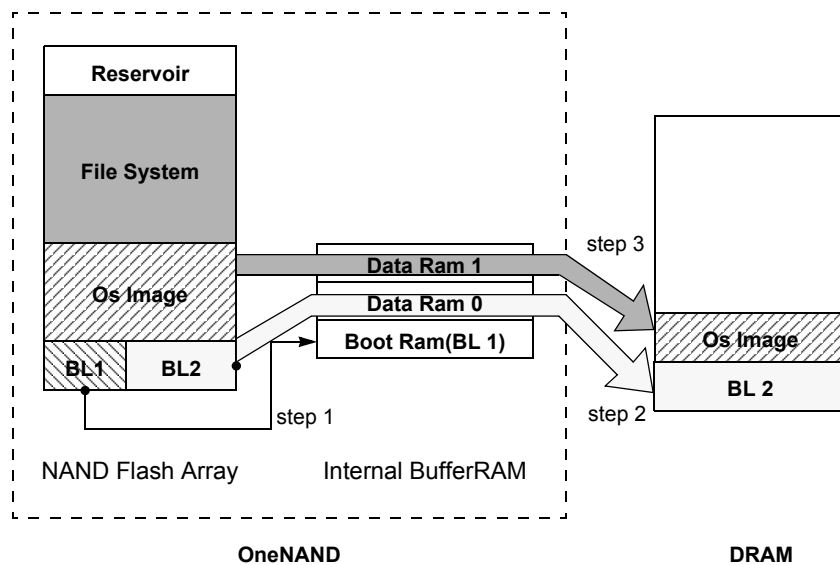 Reservoir
File System
Os Image
BL1
BL2
step 1
Data Ram 1
Data Ram 0
Boot Ram(BL 1)
step 3
step 2
Os Image
BL 2
NAND Flash Array
Internal BufferRAM
OneNAND
DRAM